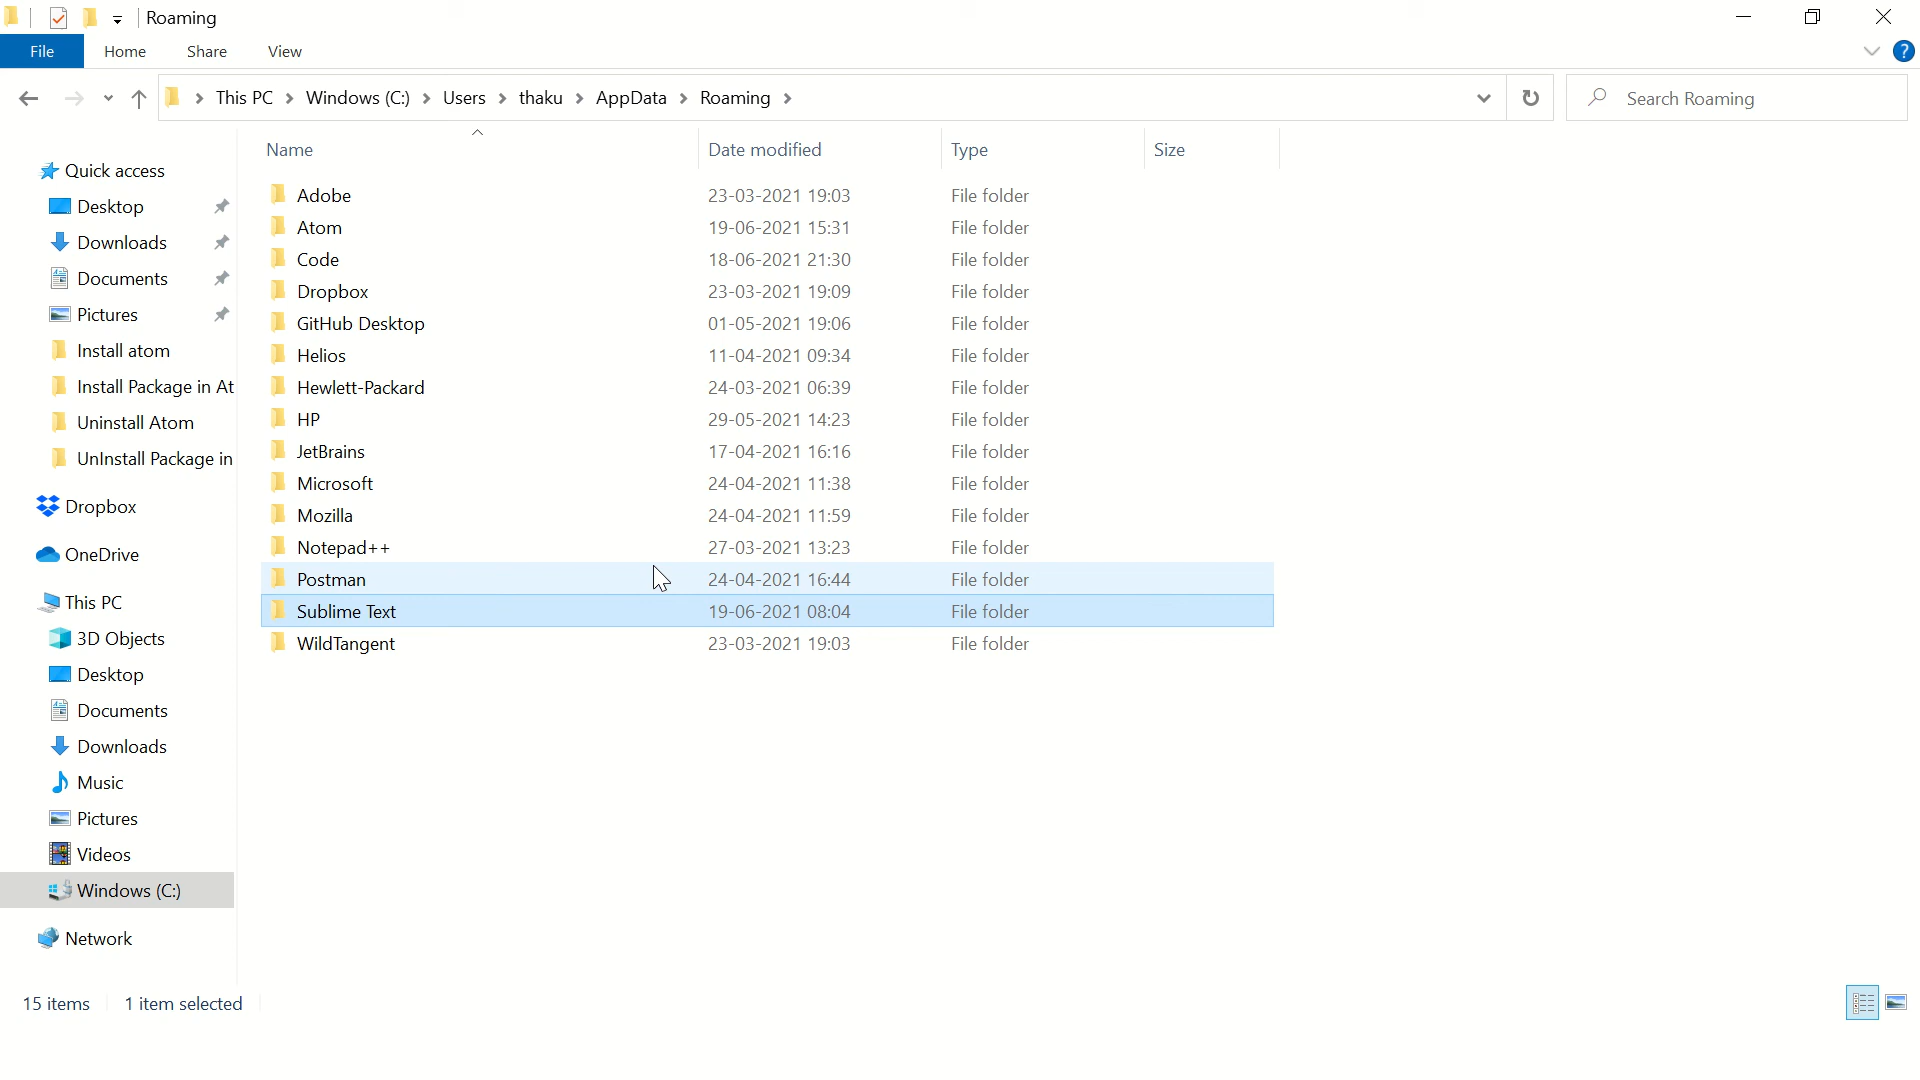 Roaming
File Home Share View
This PC Windows (C:) Users thaku AppData Roaming Search Roaming
Name Date modified Type Size
Quick access
Desktop
Downloads
Documents
Pictures
Install atom
Install Package in At
Uninstall Atom
UnInstall Package in
Dropbox
OneDrive
This PC
3D Objects
Desktop
Documents
Downloads
Music
Pictures
Videos
Windows (C:)
Network
Adobe 23-03-2021 19:03 File folder
Atom 19-06-2021 15:31 File folder
Code 18-06-2021 21:30 File folder
Dropbox 23-03-2021 19:09 File folder
GitHub Desktop 01-05-2021 19:06 File folder
Helios 11-04-2021 09:34 File folder
Hewlett-Packard 24-03-2021 06:39 File folder
HP 29-05-2021 14:23 File folder
JetBrains 17-04-2021 16:16 File folder
Microsoft 24-04-2021 11:38 File folder
Mozilla 24-04-2021 11:59 File folder
Notepad++ 27-03-2021 13:23 File folder
Postman 24-04-2021 16:44 File folder
Sublime Text 19-06-2021 08:04 File folder
WildTangent 23-03-2021 19:03 File folder
15 items 1 item selected